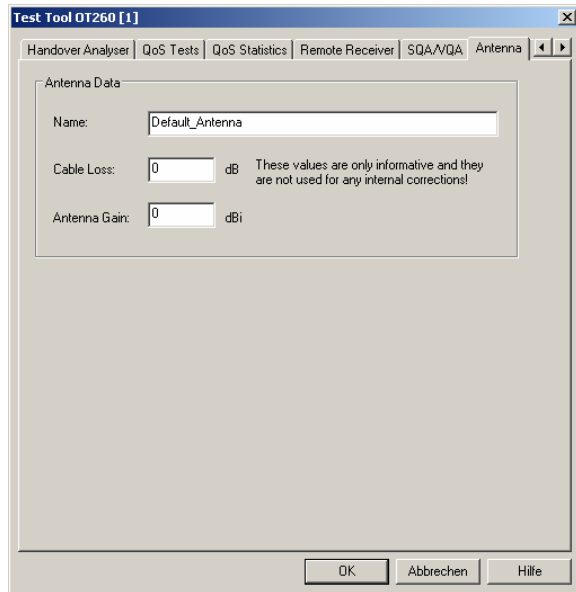 Test Tool OT260 [1]
Handover Analyser QoS Tests QoS Statistics Remote Receiver SQA/VQA Antenna
Antenna Data
Name: Default_Antenna
Cable Loss: 0 dB These values are only informative and they
are not used for any internal corrections!
Antenna Gain: 0 dBi
OK Abbrechen Hilfe